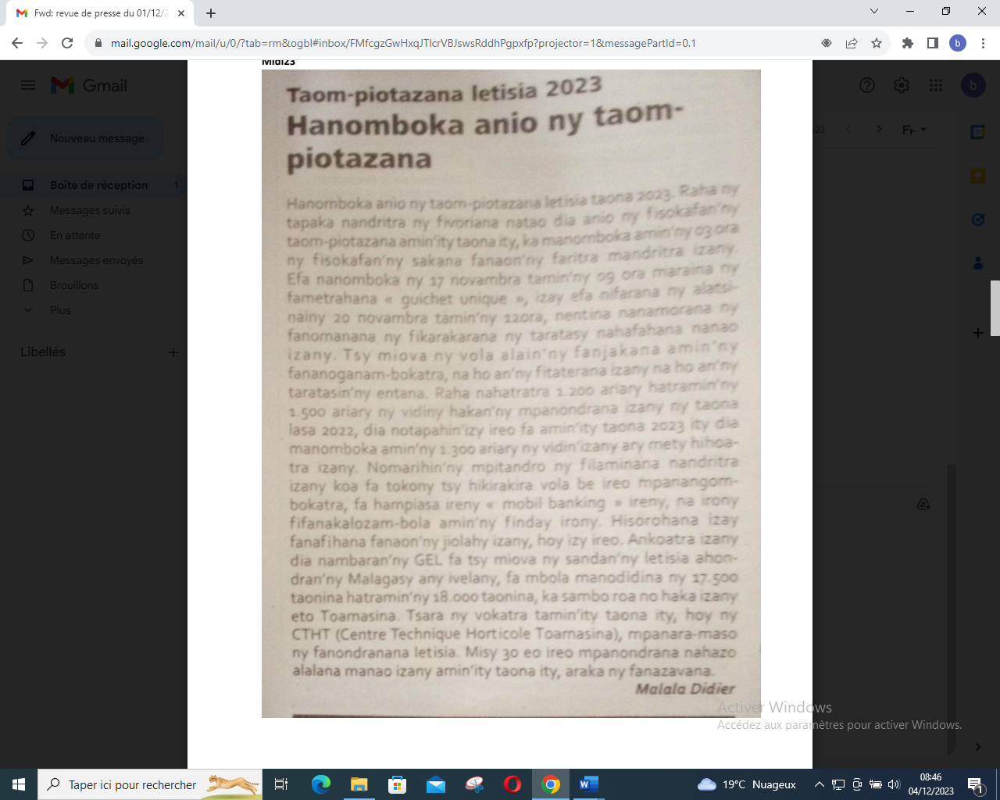 Fwd: revue de presse du 01/12/2
mail.google.com/mail/u/0/?tab=rm&ogbl#inbox/FMfcgzGwHxqJTlcrVBJswsRddhPgpxfp?projector=1&messagePartId=0.1
b
Midi23
Gmail
b
Nouveau message
Boîte de réception 1
Messages suivis
En attente
Messages envoyés
Brouillons
Plus
Libellés
Fr
Taom-piotazana letisia 2023
Hanomboka anio ny taom-
piotazana
Hanomboka anio ny taom-piotazana letisia taona 2023. Raha ny
tapaka nandritra ny fivoriana natao dia anio ny fisokafan'ny
taom-piotazana amin'ity taona ity, ka manomboka amin'ny 03 ora
ny fisokafan'ny sakana fanaon'ny faritra mandritra izany.
Efa nanomboka ny 17 novambra tamin'ny 09 ora maraina ny
fametrahana « guichet unique », izay efa nifarana ny alatsi-
nainy 20 novambra tamin'ny 12ora, nentina nanamorana ny
fanomanana ny fikarakarana ny taratasy nahafahana nanao
izany. Tsy miova ny vola alain'ny fanjakana amin'ny
fananoganam-bokatra, na ho an'ny fitaterana izany na ho an'ny
taratasin'ny entana. Raha nahatratra 1.200 ariary hatramin'ny
1.500 ariary ny vidiny hakan'ny mpanondrana izany ny taona
lasa 2022, dia notapahin'izy ireo fa amin'ity taona 2023 ity dia
manomboka amin'ny 1.300 ariary ny vidin'izany ary mety hihoa-
tra izany. Nomarihin'ny mpitandro ny filaminana nandritra
izany koa fa tokony tsy hikirakira vola be ireo mpanangom-
bokatra, fa hampiasa ireny « mobil banking » ireny, na irony
fifanakalozam-bola amin'ny finday irony. Hisorohana izay
fanafihana fanaon'ny jiolahy izany, hoy izy ireo. Ankoatra izany
dia nambaran'ny GEL fa tsy miova ny sandan'ny letisia ahon-
dran'ny Malagasy any ivelany, fa mbola manodidina ny 17.500
taonina hatramin'ny 18.000 taonina, ka sambo roa no haka izany
eto Toamasina. Tsara ny vokatra tamin'ity taona ity, hoy ny
CTHT (Centre Technique Horticole Toamasina), mpanara-maso
ny fanondranana letisia. Misy 30 eo ireo mpanondrana nahazo
alalana manao izany amin'ity taona ity, araka ny fanazavana.
Malala Didier
Activer Windows
Accédez aux paramètres pour activer Windows.
Taper ici pour rechercher
19°C Nuageux
08:46
04/12/2023
1